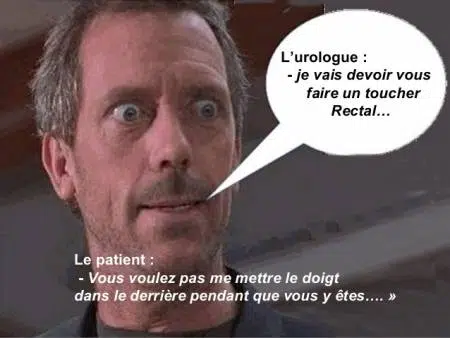 L’urologue :
- je vais devoir vous
faire un toucher
Rectal…
Le patient :
- Vous voulez pas me mettre le doigt
dans le derrière pendant que vous y êtes…. »